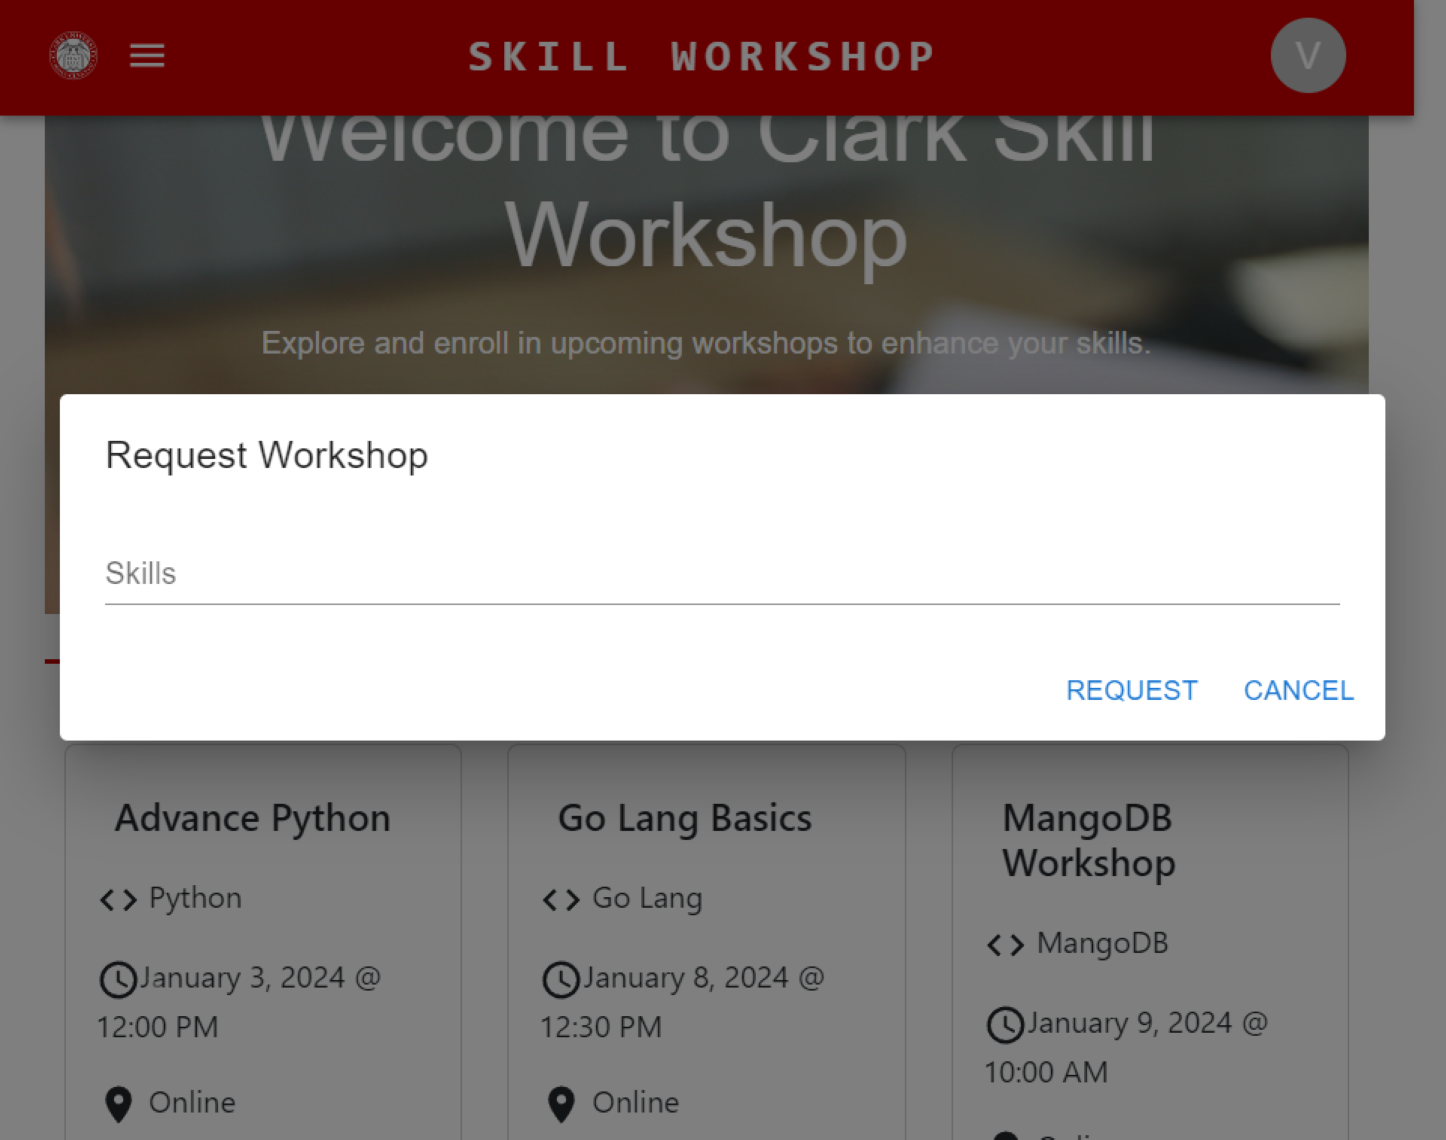 SKILL WORKSHOP
V
Welcome to Clark Skill
Workshop
Explore and enroll in upcoming workshops to enhance your skills.
Request Workshop
Skills
REQUEST CANCEL
Advance Python
Python
January 3, 2024 @
12:00 PM
Online
Go Lang Basics
Go Lang
January 8, 2024 @
12:30 PM
Online
MangoDB
Workshop
MangoDB
January 9, 2024 @
10:00 AM